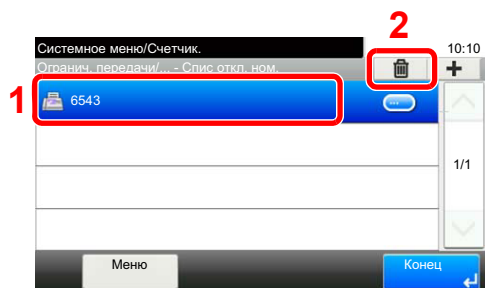 2
Системное меню/Счетчик.
10:10
Огранич. передачи/... - Спис откл. ном.
1
6543
1/1
Меню
Конец